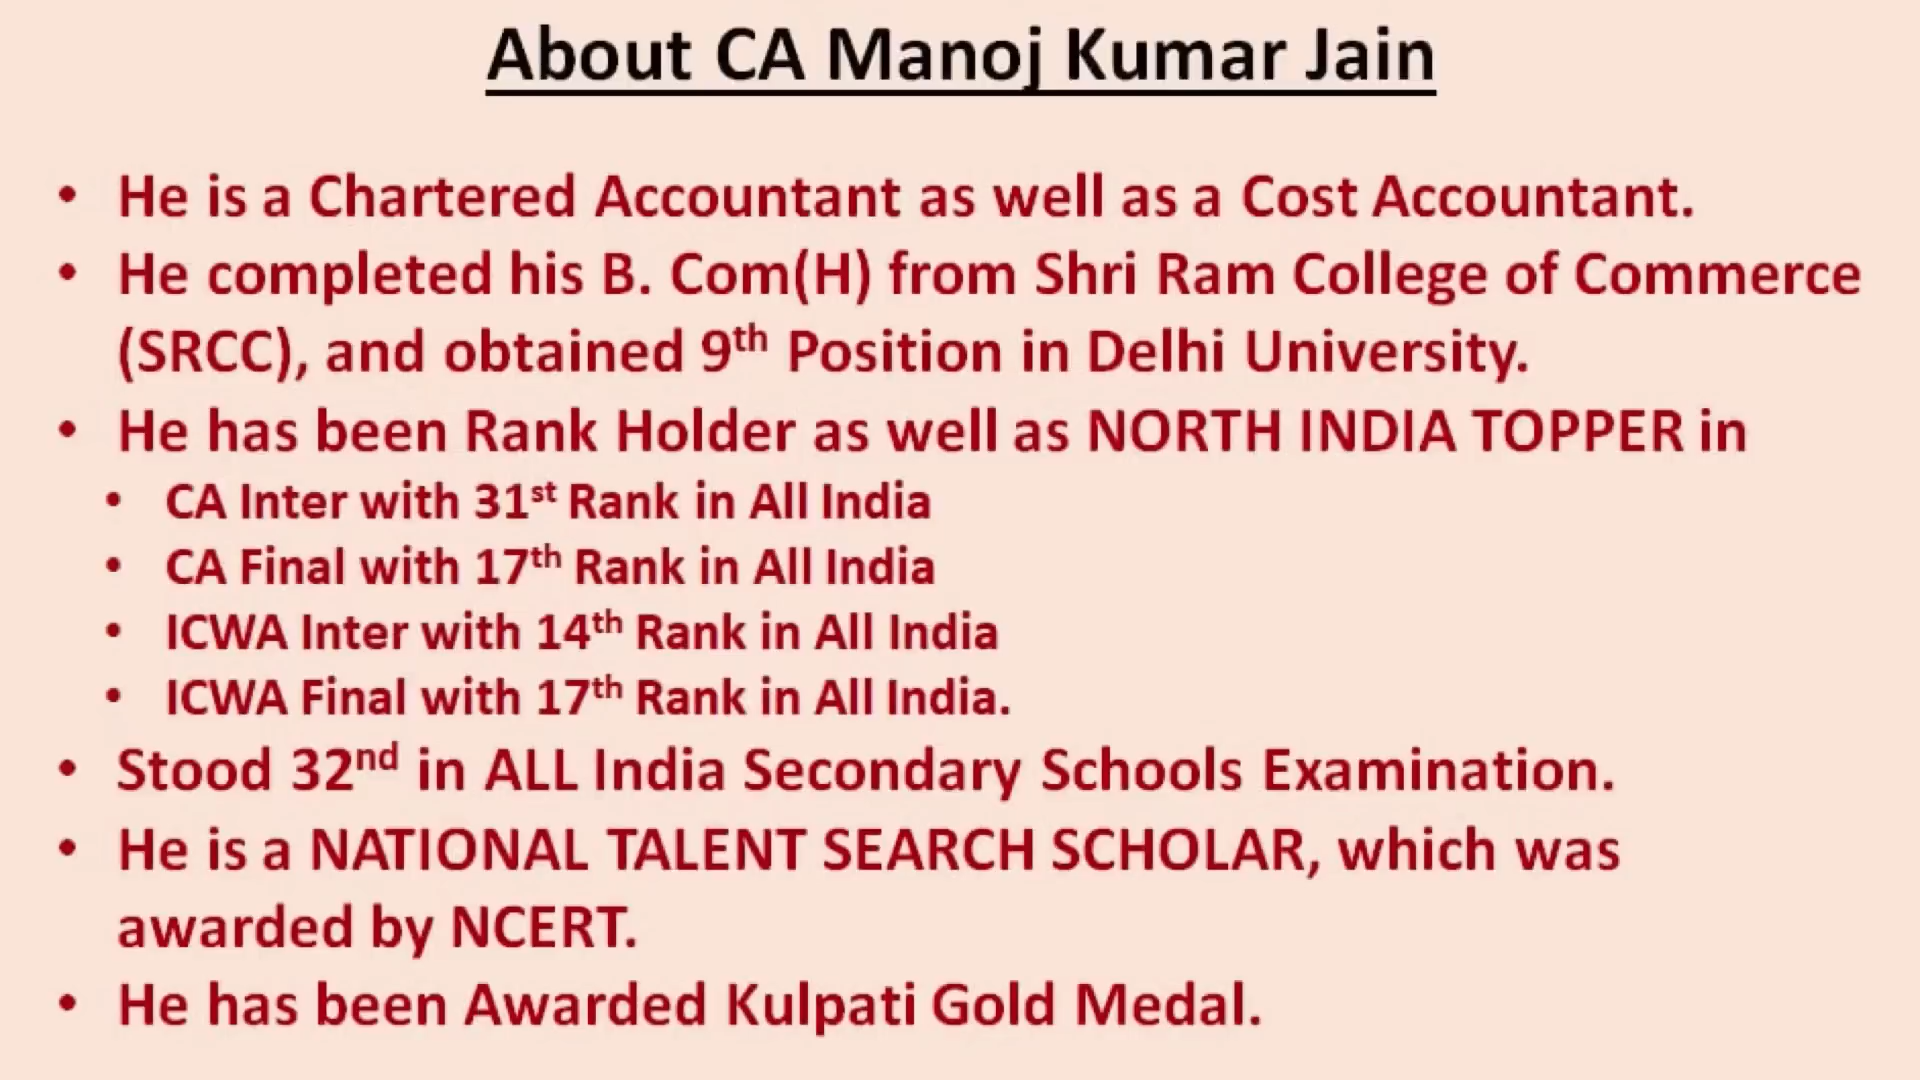 About CA Manoj Kumar Jain
• He is a Chartered Accountant as well as a Cost Accountant.
• He completed his B. Com(H) from Shri Ram College of Commerce
(SRCC), and obtained 9th Position in Delhi University.
• He has been Rank Holder as well as NORTH INDIA TOPPER in
• CA Inter with 31st Rank in All India
• CA Final with 17th Rank in All India
• ICWA Inter with 14th Rank in All India
• ICWA Final with 17th Rank in All India.
• Stood 32nd in ALL India Secondary Schools Examination.
• He is a NATIONAL TALENT SEARCH SCHOLAR, which was
awarded by NCERT.
• He has been Awarded Kulpati Gold Medal.